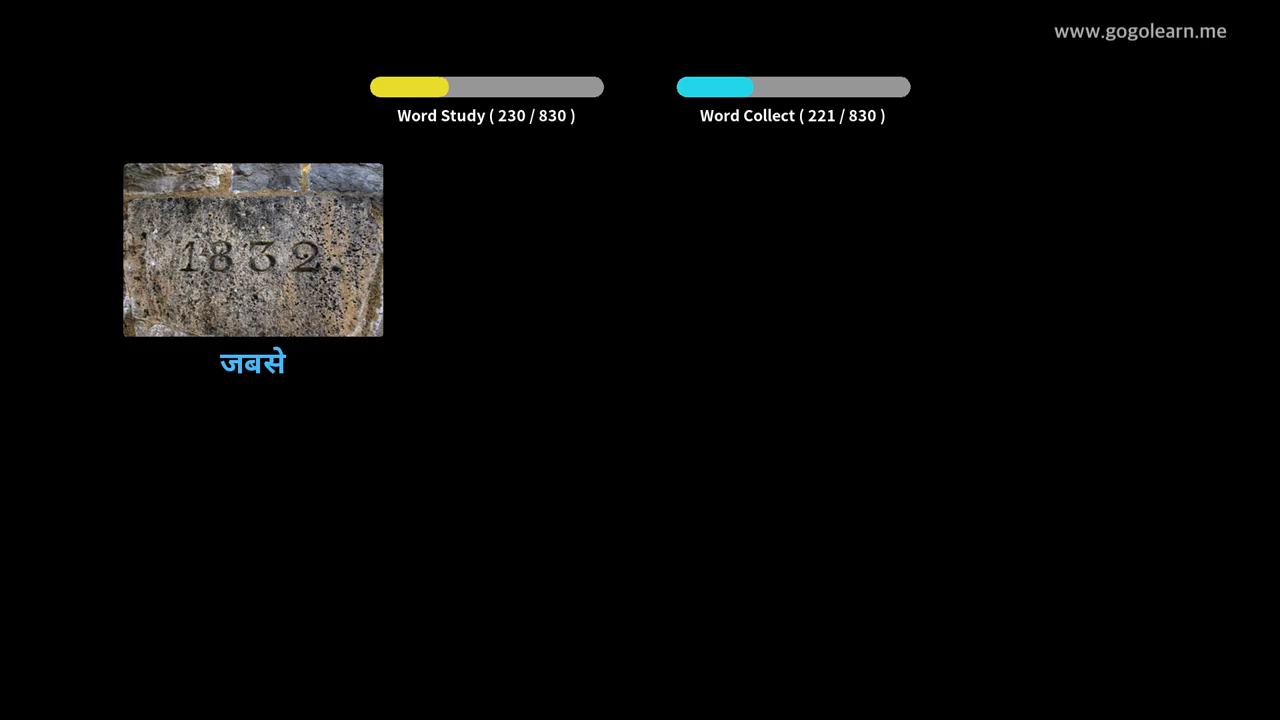 www.gogolearn.me
Word Study ( 230 / 830 )
Word Collect ( 221 / 830 )
1832.
जबसे